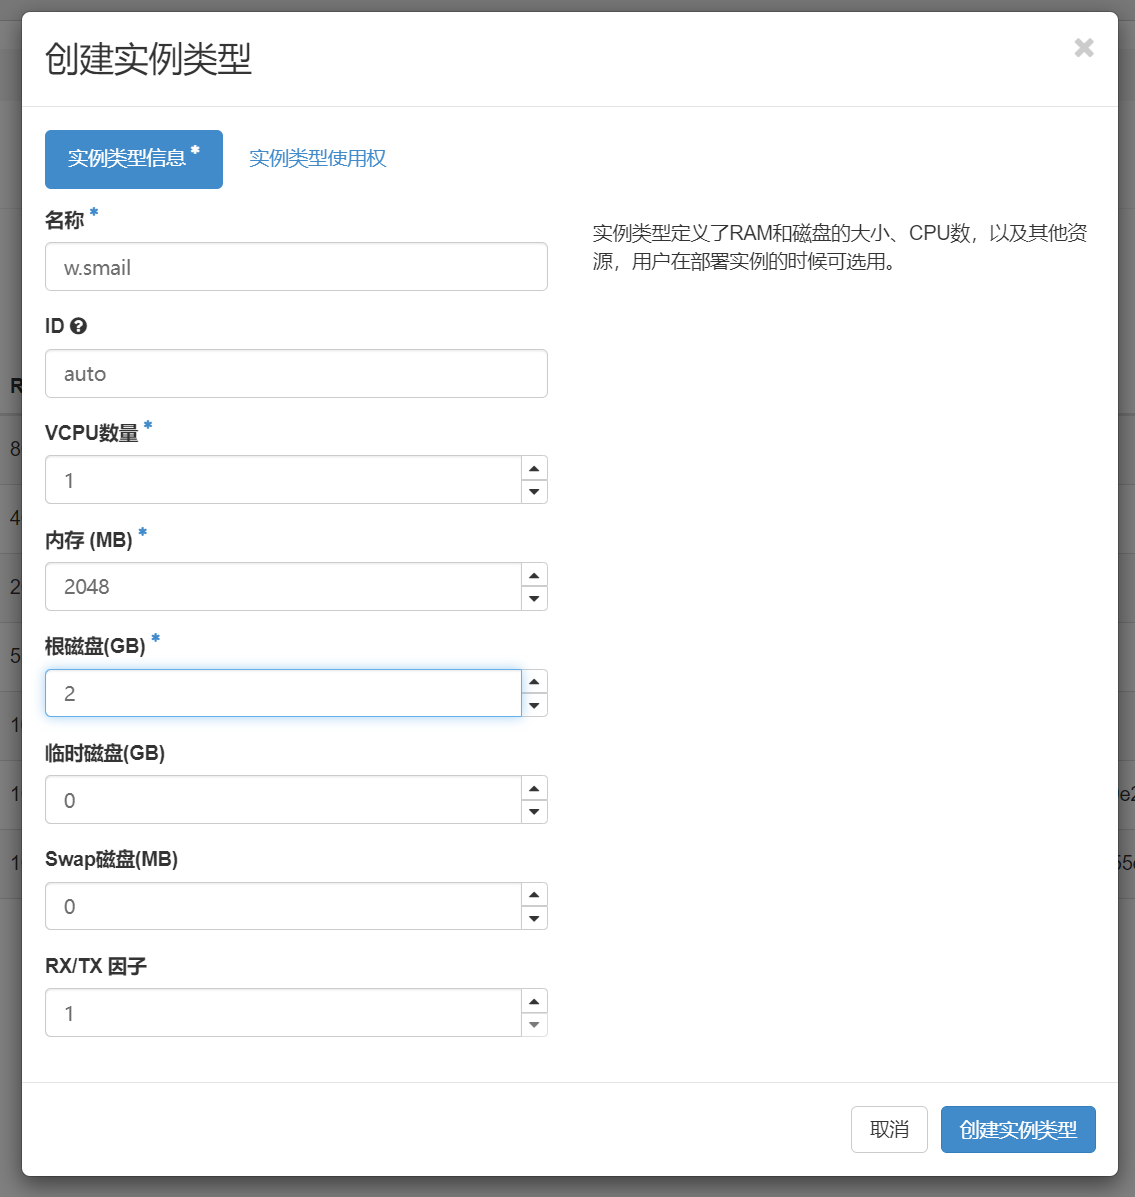 创建实例类型
×
实例类型信息 *
实例类型使用权
名称 *
w.smail
实例类型定义了RAM和磁盘的大小、CPU数，以及其他资
源，用户在部署实例的时候可选用。
ID
auto
VCPU数量 *
1
内存 (MB) *
2048
根磁盘(GB) *
2
临时磁盘(GB)
0
Swap磁盘(MB)
0
RX/TX 因子
1
取消
创建实例类型